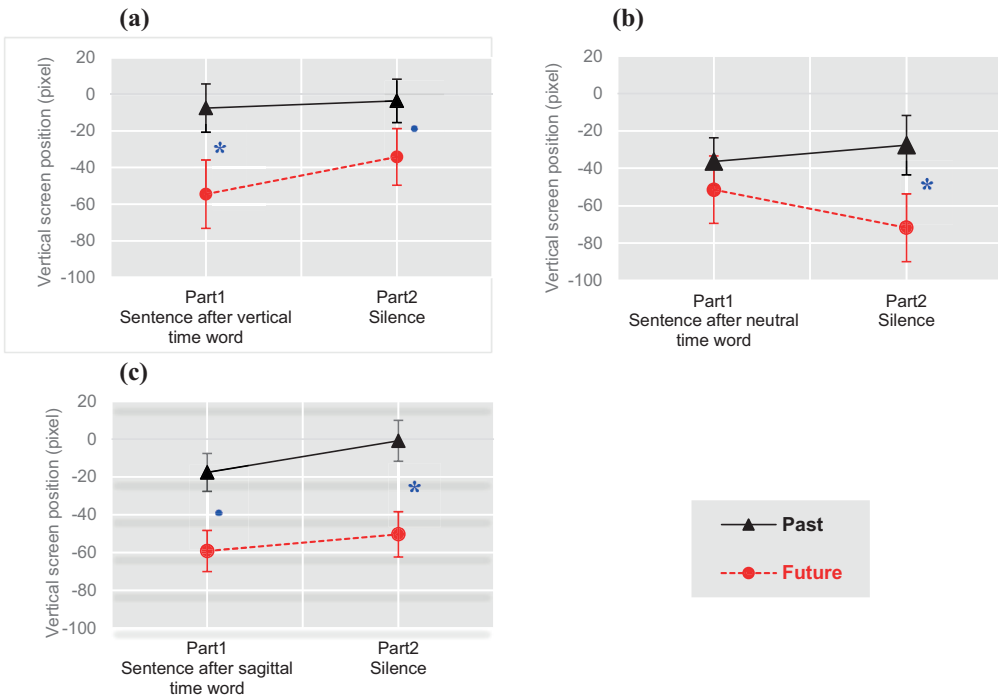 (a)
Vertical screen position (pixel)
20
0
-20
-40
-60
-80
-100
*
•
Part1
Sentence after vertical
time word
Part2
Silence
(b)
Vertical screen position (pixel)
20
0
-20
-40
-60
-80
-100
*
Part1
Sentence after neutral
time word
Part2
Silence
(c)
Vertical screen position (pixel)
20
0
-20
-40
-60
-80
-100
•
*
Part1
Sentence after sagittal
time word
Part2
Silence
Past
Future